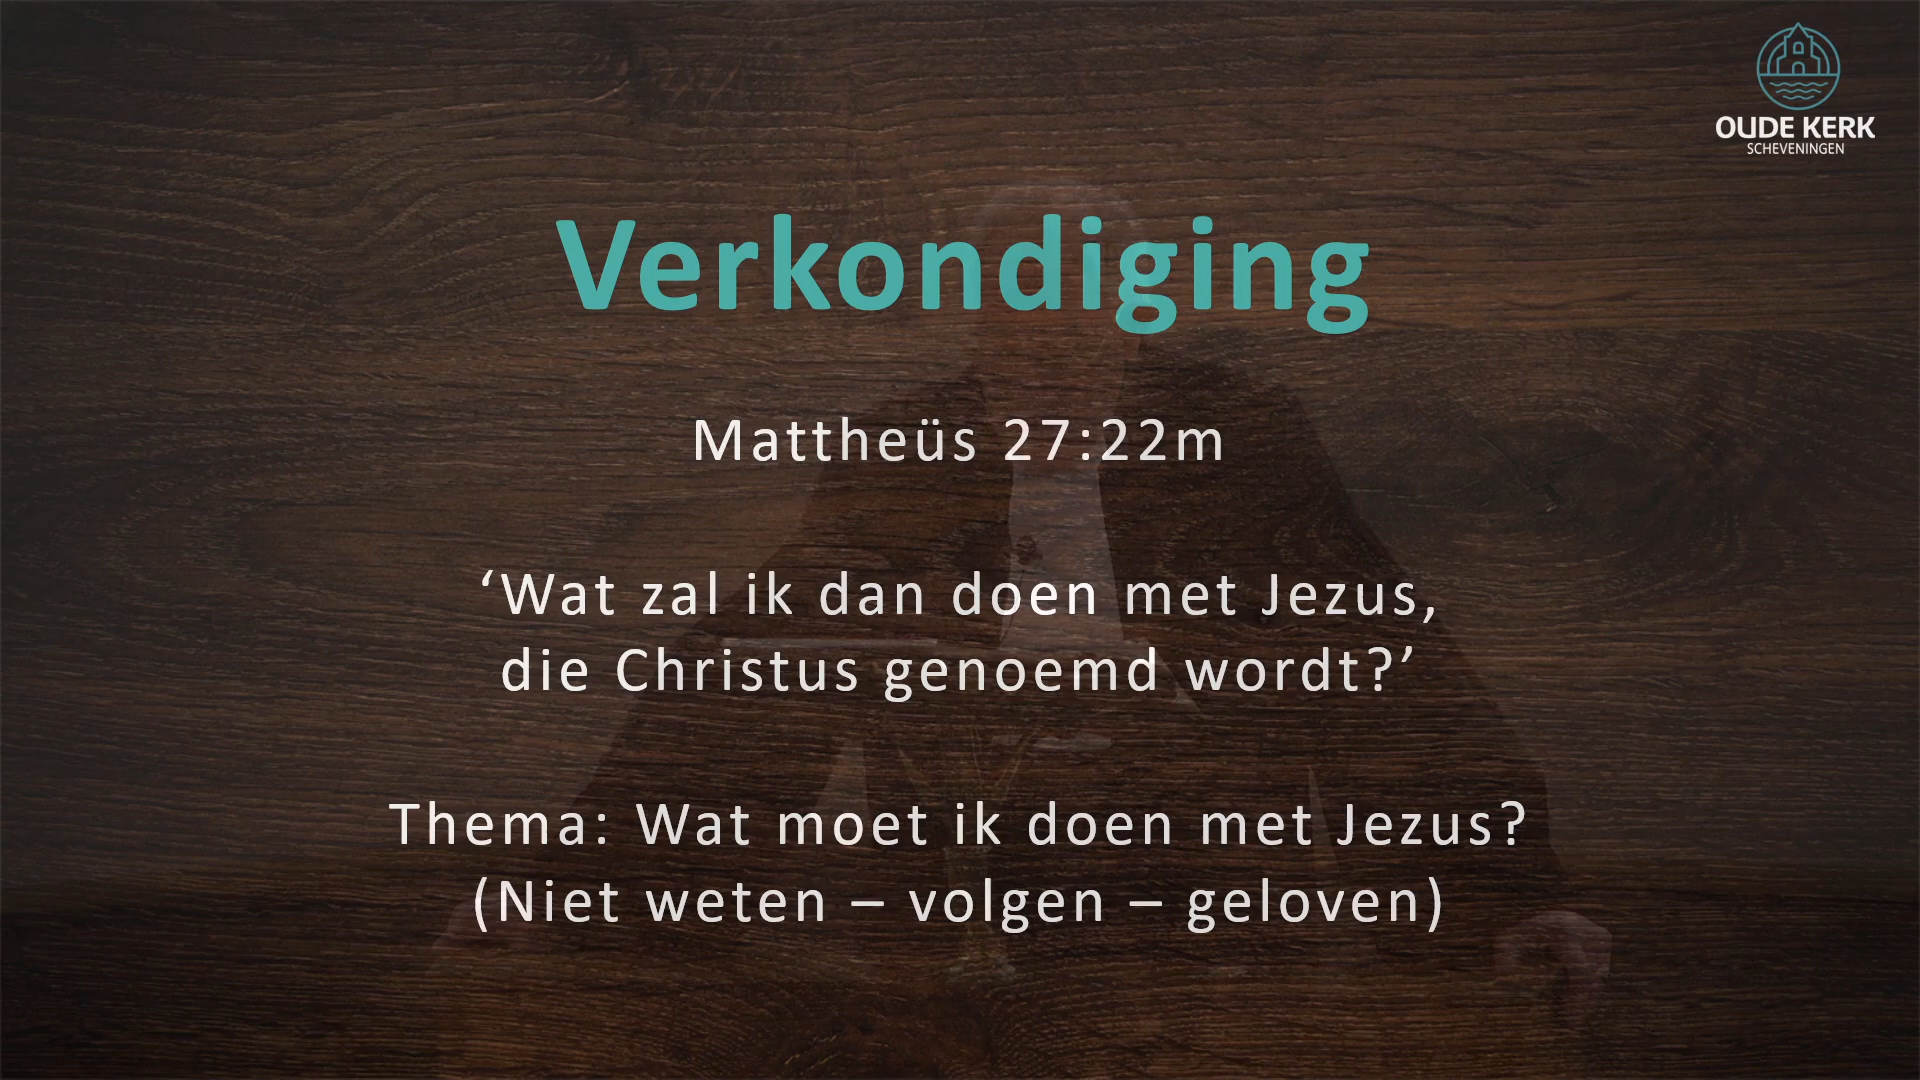 OUDE KERK
SCHEVENINGEN
Verkondiging
Mattheüs 27:22m
‘Wat zal ik dan doen met Jezus,
die Christus genoemd wordt?’
Thema: Wat moet ik doen met Jezus?
(Niet weten – volgen – geloven)